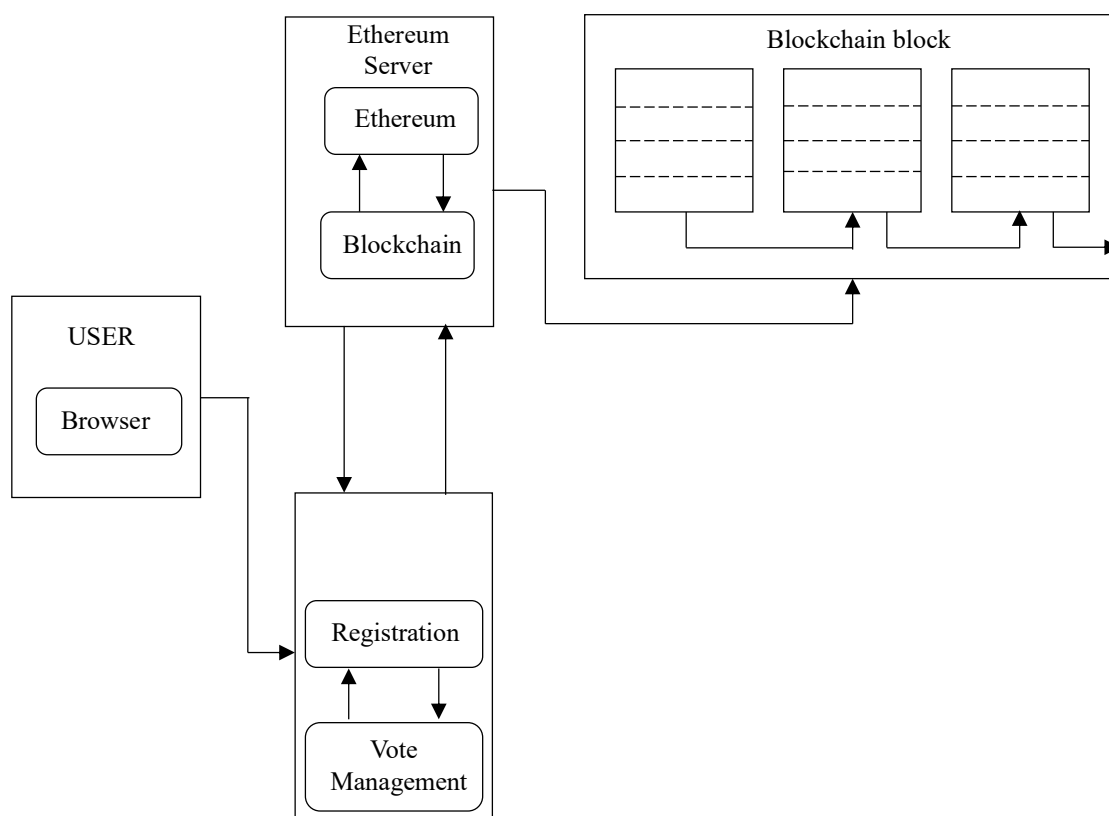 Ethereum
Server
Ethereum
Blockchain
Blockchain block
USER
Browser
Registration
Vote
Management